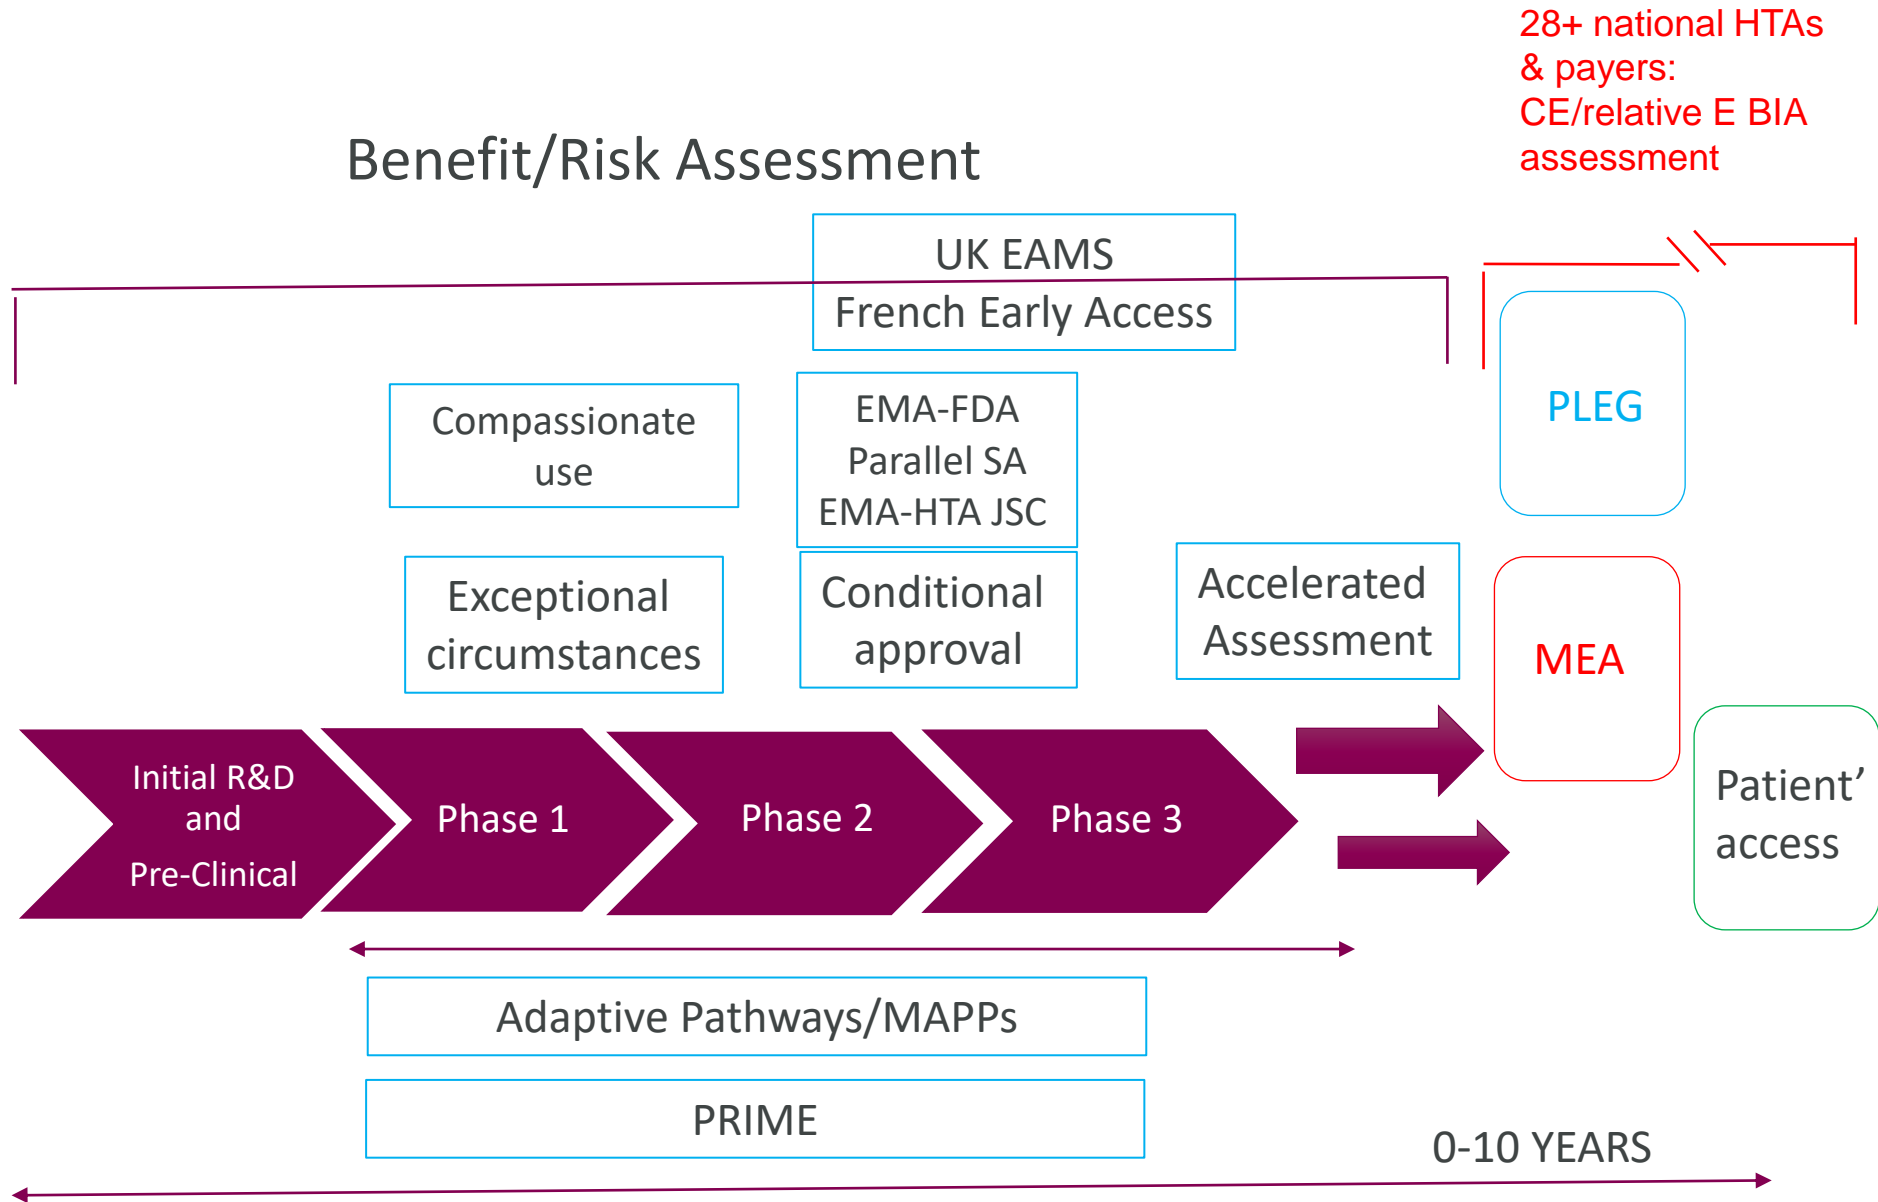 28+ national HTAs
& payers:
CE/relative E BIA
assessment
Benefit/Risk Assessment
UK EAMS
French Early Access
Compassionate
use
EMA-FDA
Parallel SA
EMA-HTA JSC
PLEG
Exceptional
circumstances
Conditional
approval
Accelerated
Assessment
MEA
Initial R&D
and
Pre-Clinical
Phase 1
Phase 2
Phase 3
Patient’
access
Adaptive Pathways/MAPPs
PRIME
0-10 YEARS